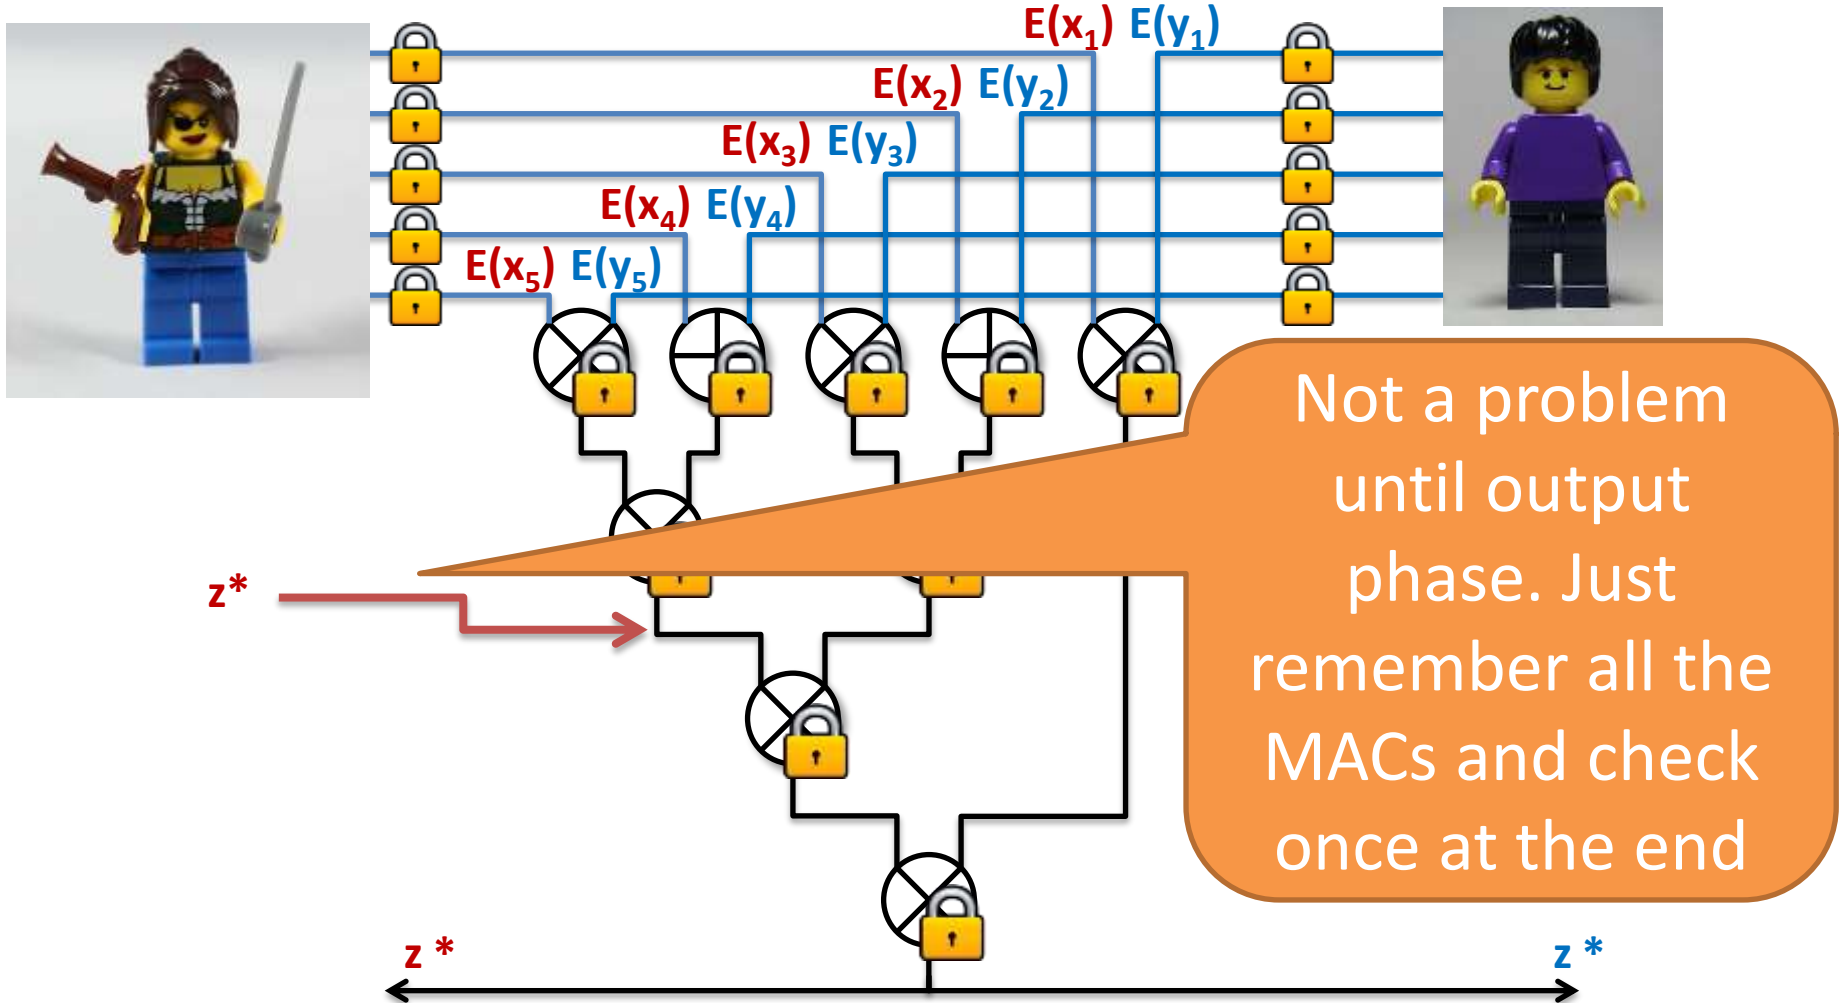 E(x₁) E(y₁)
E(x₂) E(y₂)
E(x₃) E(y₃)
E(x₄) E(y₄)
E(x₅) E(y₅)
Not a problem
until output
phase. Just
remember all the
MACs and check
once at the end
z*
z * z *